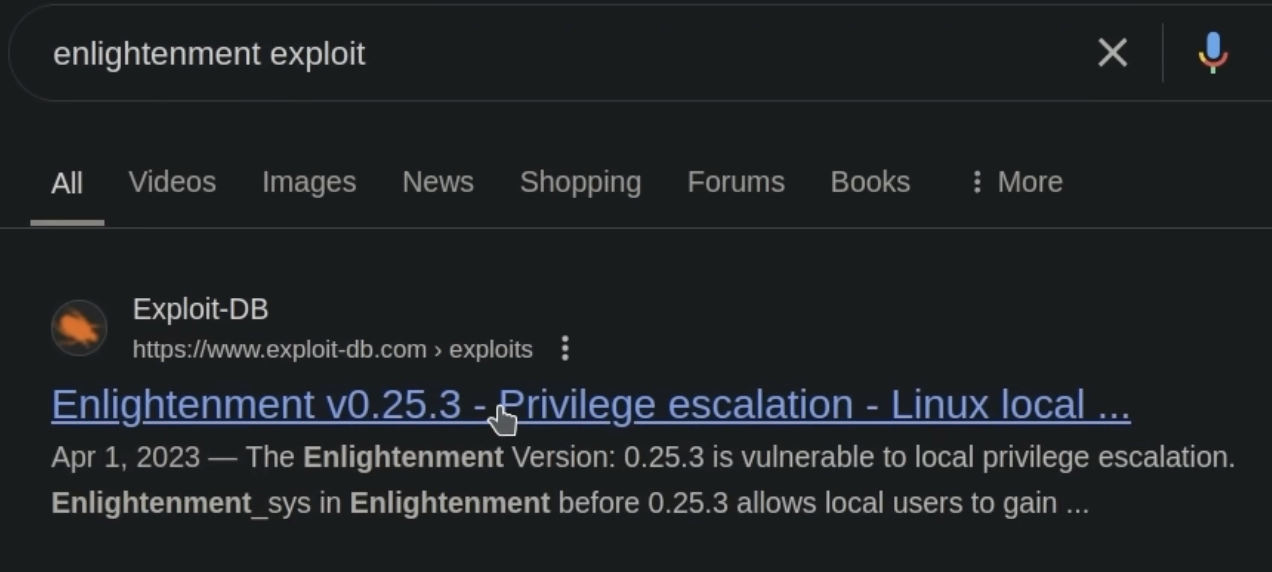 enlightenment exploit
All Videos Images News Shopping Forums Books More
Exploit-DB
https://www.exploit-db.com › exploits
Enlightenment v0.25.3 - Privilege escalation - Linux local ...
Apr 1, 2023 — The Enlightenment Version: 0.25.3 is vulnerable to local privilege escalation.
Enlightenment_sys in Enlightenment before 0.25.3 allows local users to gain ...